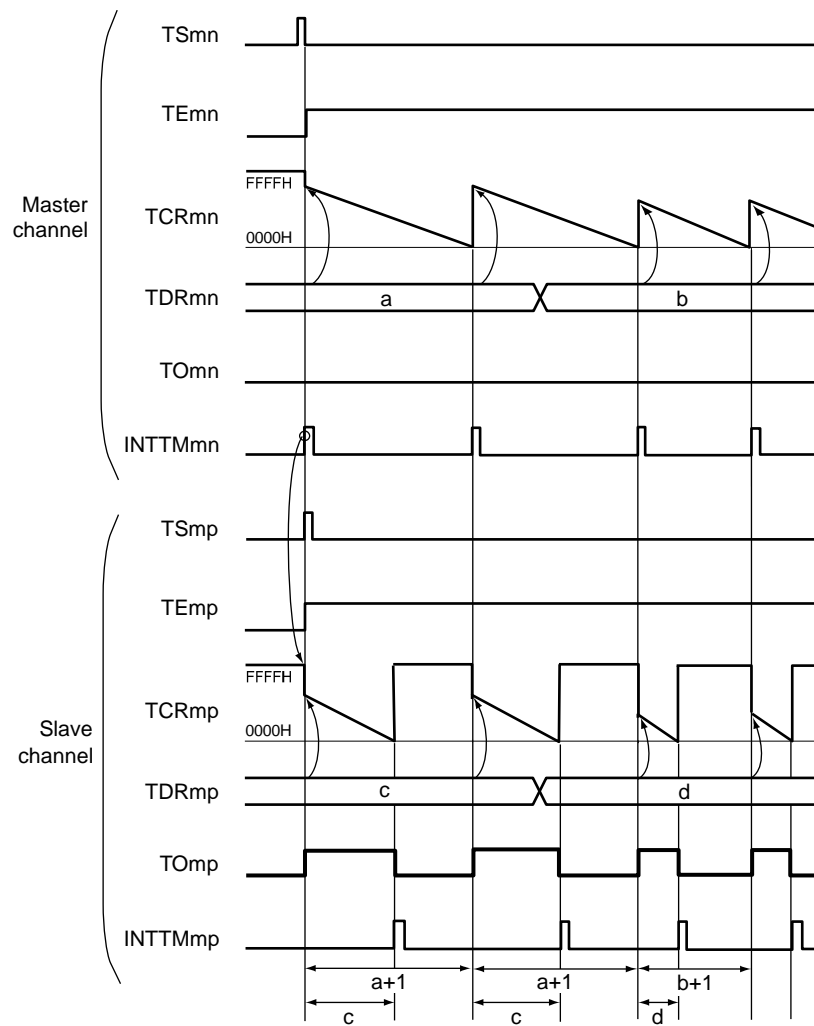 TSmn
TEmn
FFFFH
Master
channel
TCRmn
0000H
TDRmn
a
b
TOmn
INTTMmn
TSmp
TEmp
FFFFH
TCRmp
Slave
channel
0000H
TDRmp
c
d
TOmp
INTTMmp
a+1
a+1
b+1
c
c
d